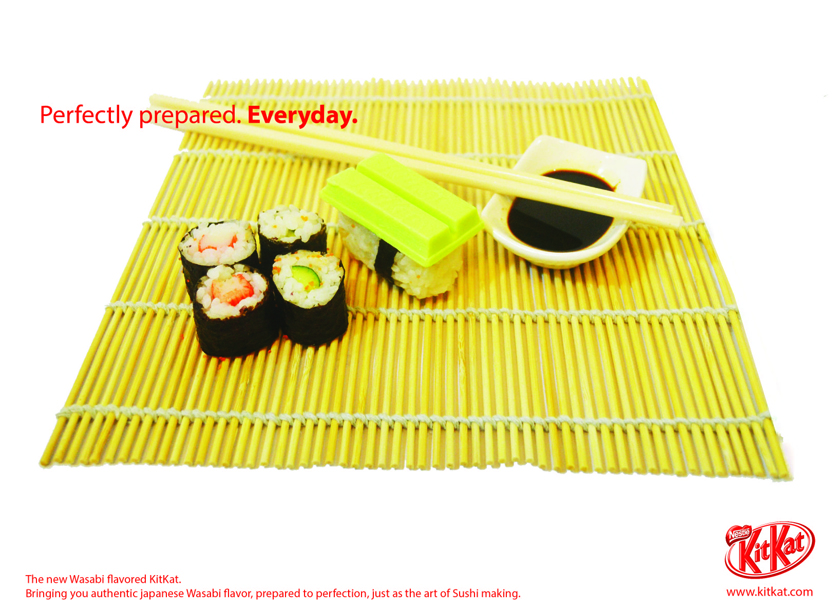 Perfectly prepared. Everyday.
The new Wasabi flavored KitKat.
Bringing you authentic japanese Wasabi flavor, prepared to perfection, just as the art of Sushi making.
Nestlé
KitKat
www.kitkat.com